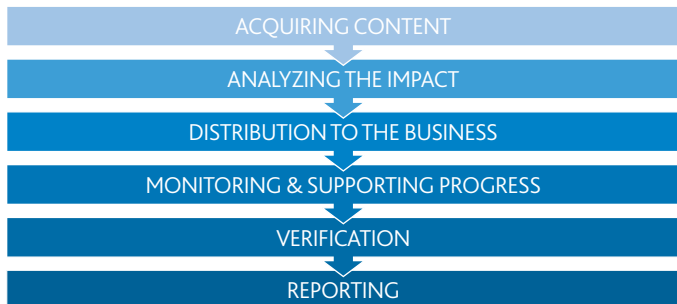 ACQUIRING CONTENT
ANALYZING THE IMPACT
DISTRIBUTION TO THE BUSINESS
MONITORING & SUPPORTING PROGRESS
VERIFICATION
REPORTING